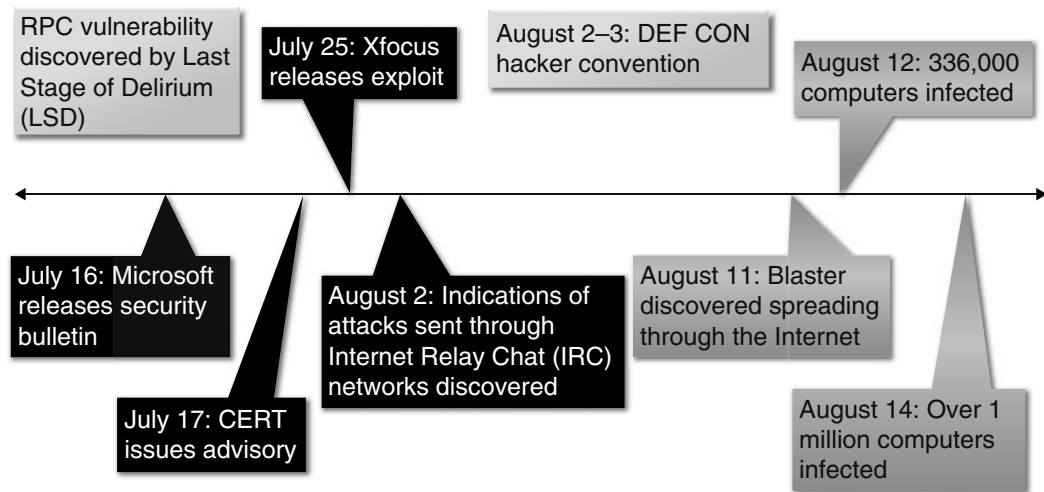 RPC vulnerability
discovered by Last
Stage of Delirium
(LSD)
July 25: Xfocus
releases exploit
August 2–3: DEF CON
hacker convention
August 12: 336,000
computers infected
July 16: Microsoft
releases security
bulletin
July 17: CERT
issues advisory
August 2: Indications of
attacks sent through
Internet Relay Chat (IRC)
networks discovered
August 11: Blaster
discovered spreading
through the Internet
August 14: Over 1
million computers
infected